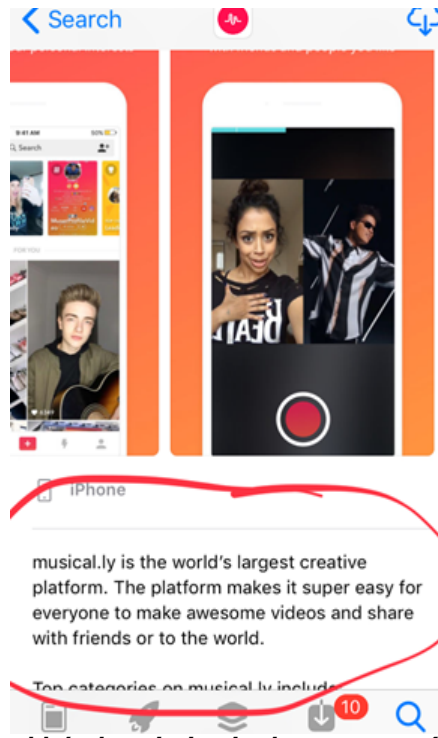 Search
9:41 AM 50%
Search
FOR YOU
iPhone
musical.ly is the world's largest creative
platform. The platform makes it super easy for
everyone to make awesome videos and share
with friends or to the world.
Top categories on musical.ly include
10